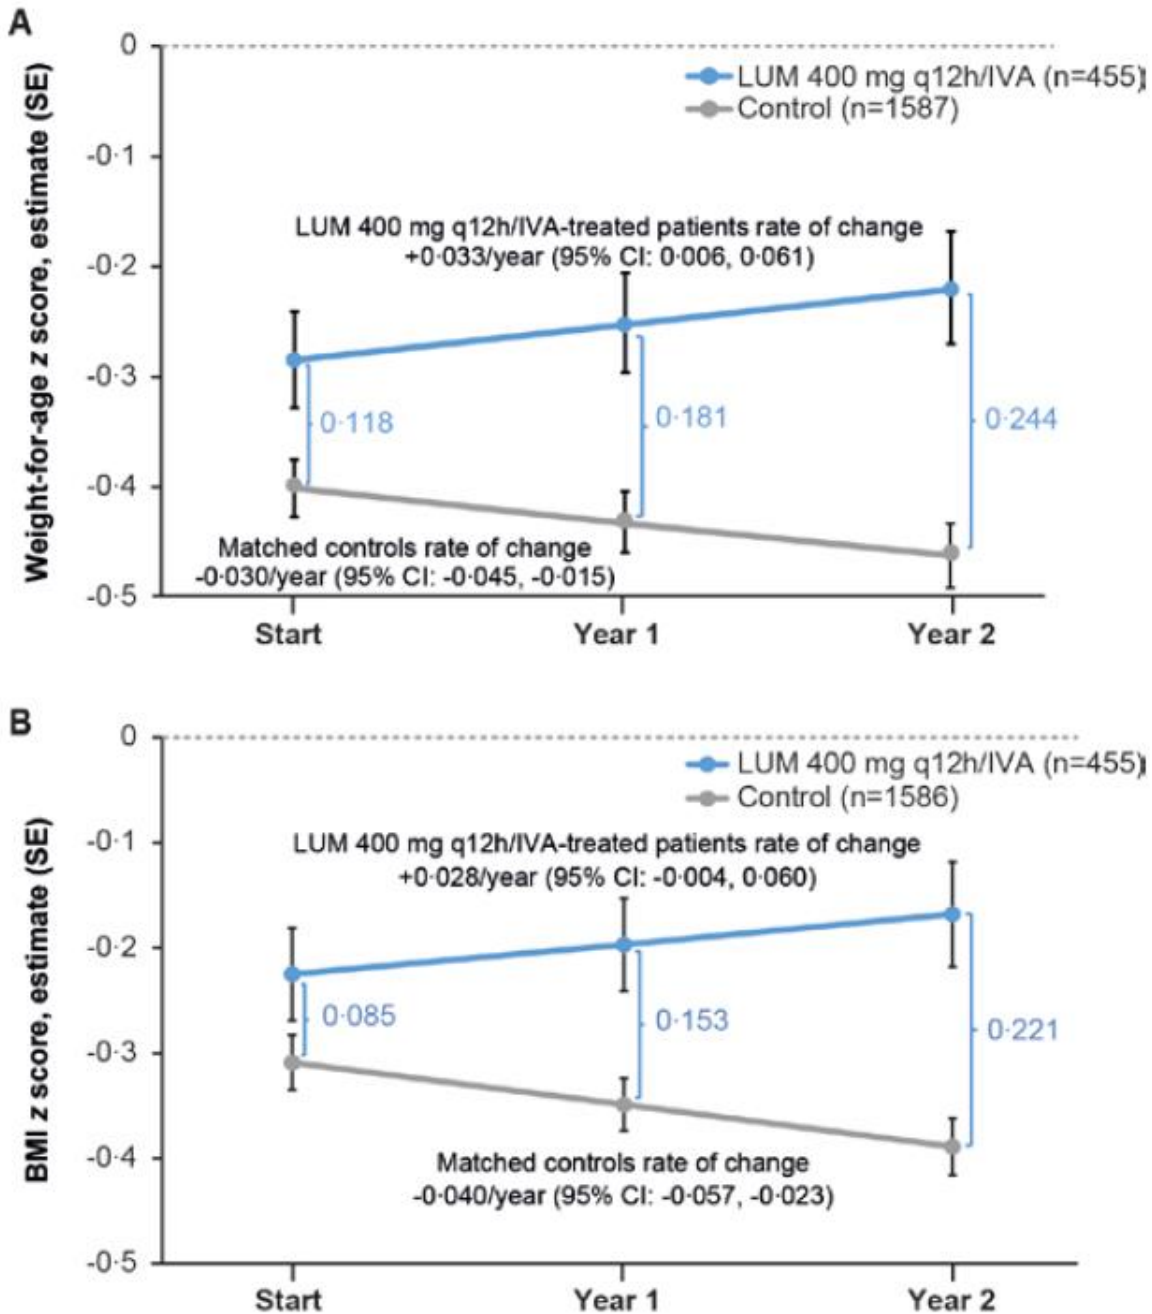 A
Weight-for-age z score, estimate (SE)
0
-0·1
-0·2
-0·3
-0·4
-0·5
LUM 400 mg q12h/IVA (n=455)
Control (n=1587)
LUM 400 mg q12h/IVA-treated patients rate of change
+0·033/year (95% CI: 0·006, 0·061)
0·118
0·181
0·244
Matched controls rate of change
-0·030/year (95% CI: -0·045, -0·015)
Start
Year 1
Year 2
B
BMI z score, estimate (SE)
0
-0·1
-0·2
-0·3
-0·4
-0·5
LUM 400 mg q12h/IVA (n=455)
Control (n=1586)
LUM 400 mg q12h/IVA-treated patients rate of change
+0·028/year (95% CI: -0·004, 0·060)
0·085
0·153
0·221
Matched controls rate of change
-0·040/year (95% CI: -0·057, -0·023)
Start
Year 1
Year 2